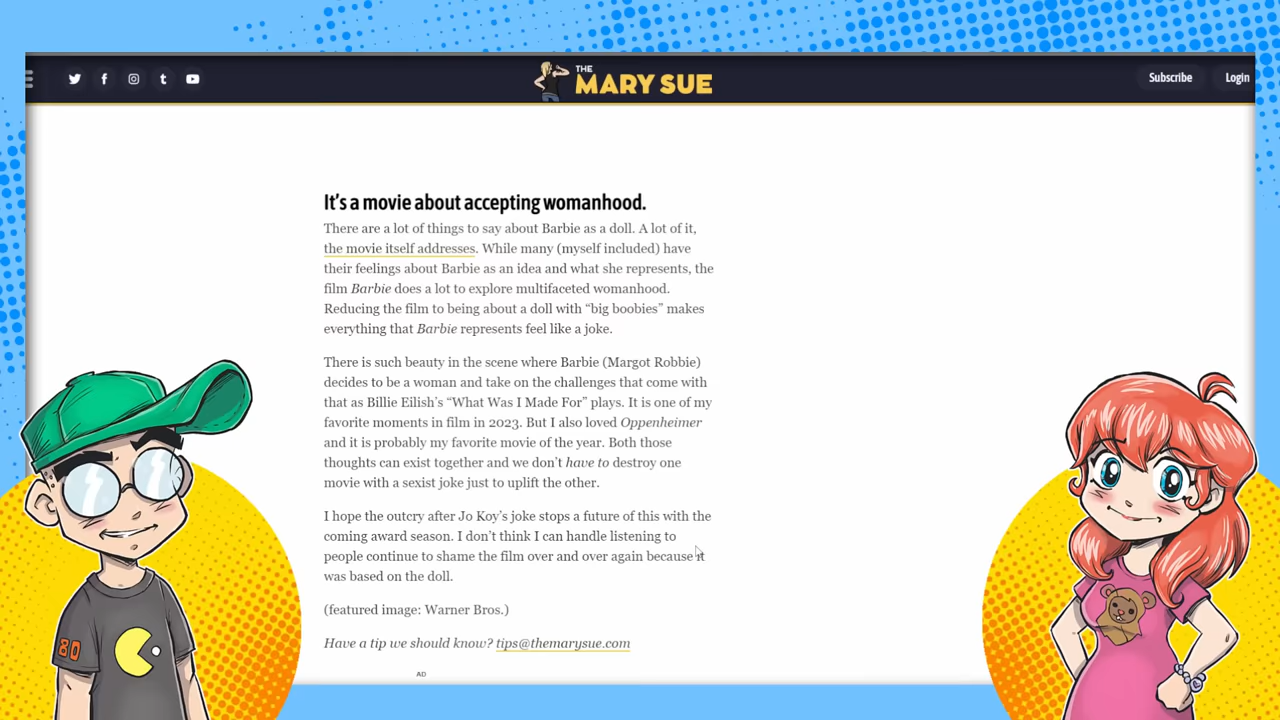 THE
MARY SUE
Subscribe
Login
It's a movie about accepting womanhood.
There are a lot of things to say about Barbie as a doll. A lot of it,
the movie itself addresses. While many (myself included) have
their feelings about Barbie as an idea and what she represents, the
film Barbie does a lot to explore multifaceted womanhood.
Reducing the film to being about a doll with “big boobies” makes
everything that Barbie represents feel like a joke.
There is such beauty in the scene where Barbie (Margot Robbie)
decides to be a woman and take on the challenges that come with
that as Billie Eilish's “What Was I Made For” plays. It is one of my
favorite moments in film in 2023. But I also loved Oppenheimer
and it is probably my favorite movie of the year. Both those
thoughts can exist together and we don't have to destroy one
movie with a sexist joke just to uplift the other.
I hope the outcry after Jo Koy's joke stops a future of this with the
coming award season. I don't think I can handle listening to
people continue to shame the film over and over again because it
was based on the doll.
(featured image: Warner Bros.)
Have a tip we should know? tips@themarysue.com
AD
80